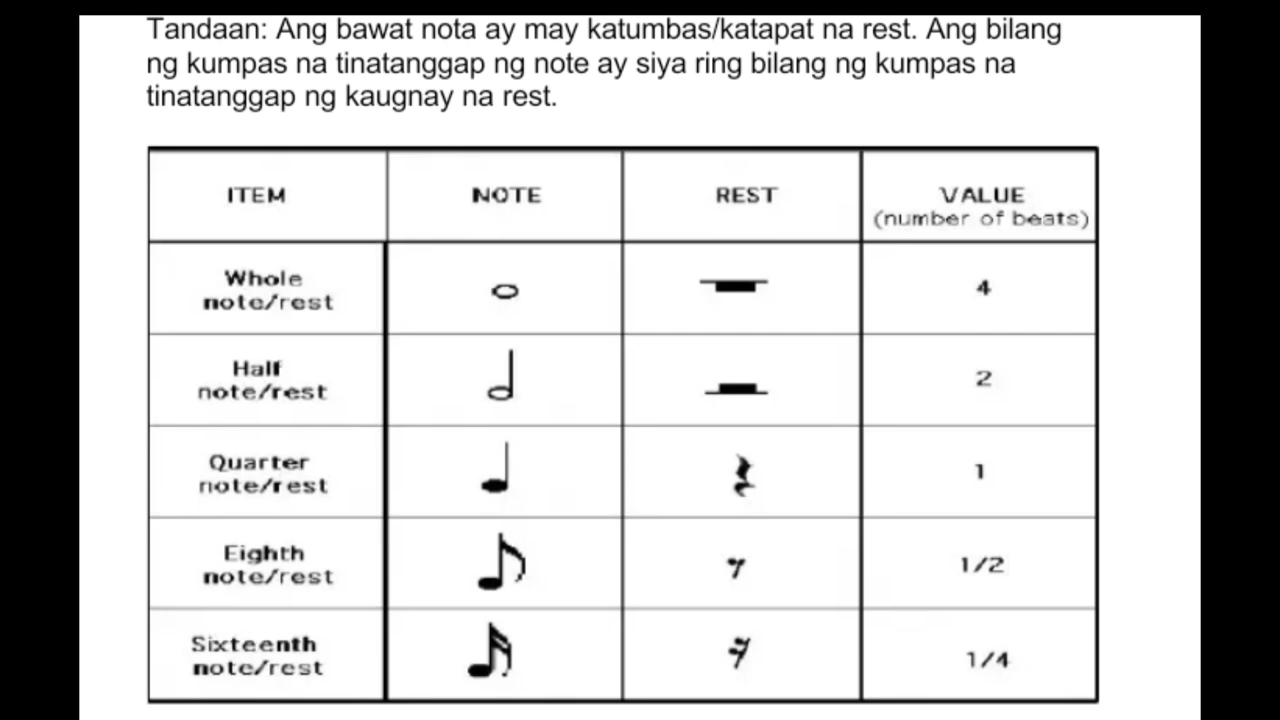 Tandaan: Ang bawat nota ay may katumbas/katapat na rest. Ang bilang
ng kumpas na tinatanggap ng note ay siya ring bilang ng kumpas na
tinatanggap ng kaugnay na rest.
ITEM NOTE REST VALUE
(number of beats)
Whole
note/rest
4
Half
note/rest
2
Quarter
note/rest
1
Eighth
note/rest
1/2
Sixteenth
note/rest
1/4